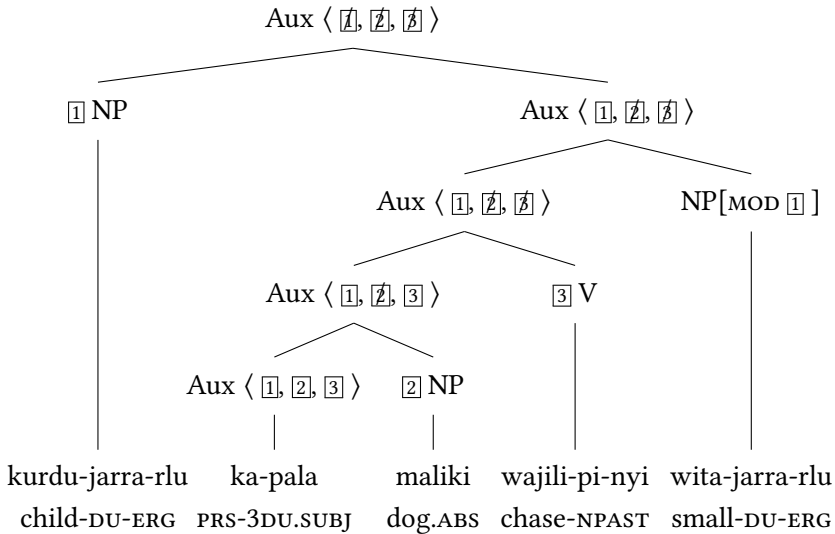 Aux ⟨ 1̸, 2̸, 3̸ ⟩
1 NP Aux ⟨ 1, 2̸, 3̸ ⟩
Aux ⟨ 1, 2̸, 3̸ ⟩ NP[MOD 1 ]
Aux ⟨ 1, 2̸, 3 ⟩ 3 V
Aux ⟨ 1, 2, 3 ⟩ 2 NP
kurdu-jarra-rlu ka-pala maliki wajili-pi-nyi wita-jarra-rlu
child-DU-ERG PRS-3DU.SUBJ dog.ABS chase-NPAST small-DU-ERG